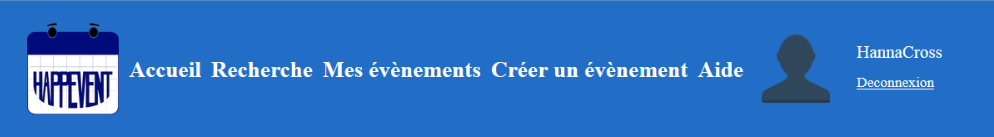 HAPPEVENT
Accueil Recherche Mes évènements Créer un évènement Aide
HannaCross
Deconnexion